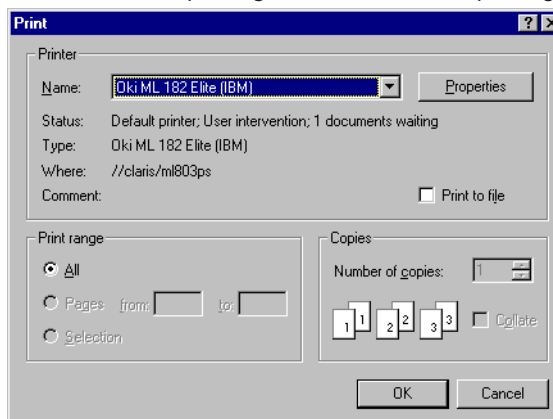 Print
Printer
Name: Oki ML 182 Elite (IBM) Properties
Status: Default printer; User intervention; 1 documents waiting
Type: Oki ML 182 Elite (IBM)
Where: //claris/ml803ps
Comment: Print to file
Print range
All
Pages from: to:
Selection
Copies
Number of copies: 1
1 1 2 2 3 3 Collate
OK Cancel